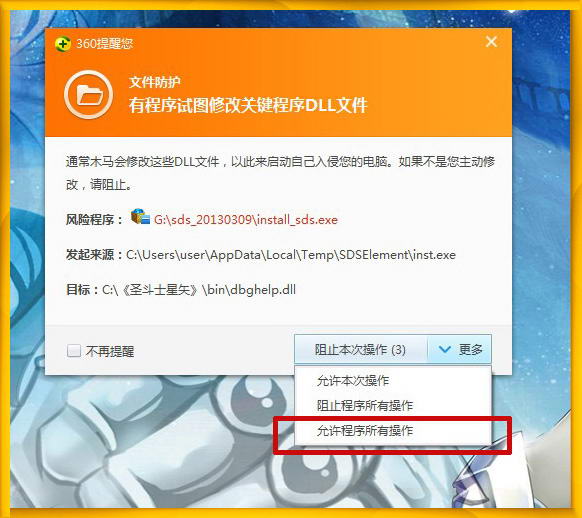 360提醒您
文件防护
有程序试图修改关键程序DLL文件
通常木马会修改这些DLL文件，以此来启动自己入侵您的电脑。如果不是您主动修
改，请阻止。
风险程序： G:\sds_20130309\install_sds.exe
发起来源：C:\Users\user\AppData\Local\Temp\SDSElement\inst.exe
目标：C:\《圣斗士星矢》\bin\dbghelp.dll
不再提醒 阻止本次操作 (3) 更多
允许本次操作
阻止程序所有操作
允许程序所有操作